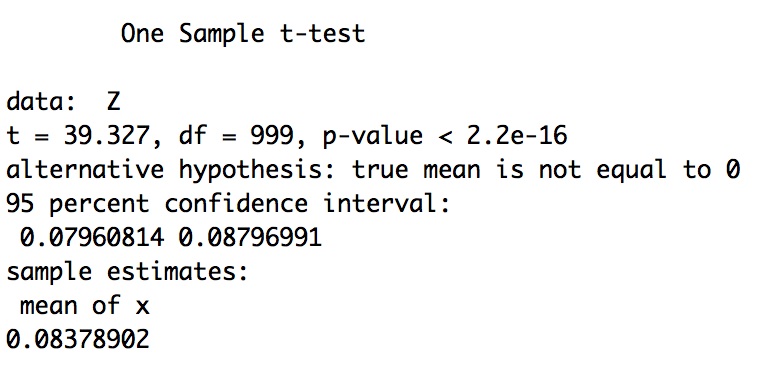 One Sample t-test
data:  Z
t = 39.327, df = 999, p-value < 2.2e-16
alternative hypothesis: true mean is not equal to 0
95 percent confidence interval:
0.07960814 0.08796991
sample estimates:
mean of x
0.08378902